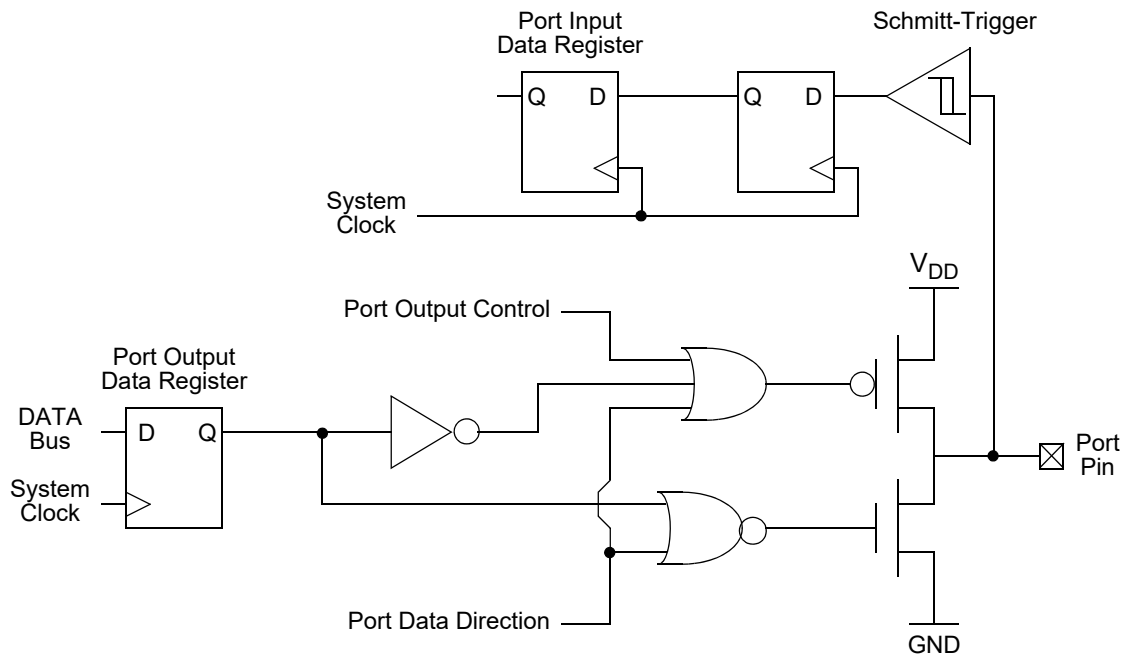 Port Input
Data Register
Schmitt-Trigger
Q
D
Q
D
System
Clock
VDD
Port Output Control
Port Output
Data Register
DATA
Bus
D
Q
Port
Pin
System
Clock
Port Data Direction
GND